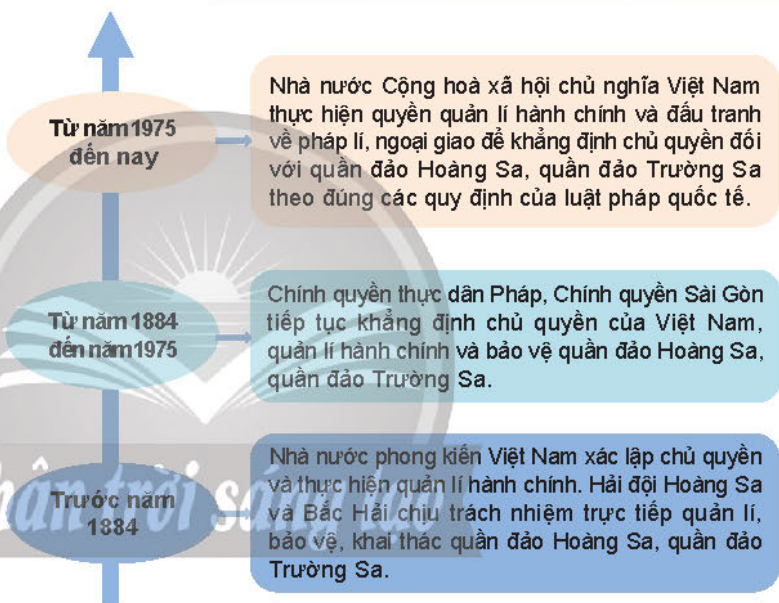 Từ năm 1975
đến nay
Nhà nước Cộng hoà xã hội chủ nghĩa Việt Nam
thực hiện quyền quản lí hành chính và đấu tranh
về pháp lí, ngoại giao để khẳng định chủ quyền đối
với quần đảo Hoàng Sa, quần đảo Trường Sa
theo đúng các quy định của luật pháp quốc tế.
Từ năm 1884
đến năm 1975
Chính quyền thực dân Pháp, Chính quyền Sài Gòn
tiếp tục khẳng định chủ quyền của Việt Nam,
quản lí hành chính và bảo vệ quần đảo Hoàng Sa,
quần đảo Trường Sa.
Trước năm
1884
Nhà nước phong kiến Việt Nam xác lập chủ quyền
và thực hiện quản lí hành chính. Hải đội Hoàng Sa
và Bắc Hải chịu trách nhiệm trực tiếp quản lí,
bảo vệ, khai thác quần đảo Hoàng Sa, quần đảo
Trường Sa.
hân trời sáng tạo